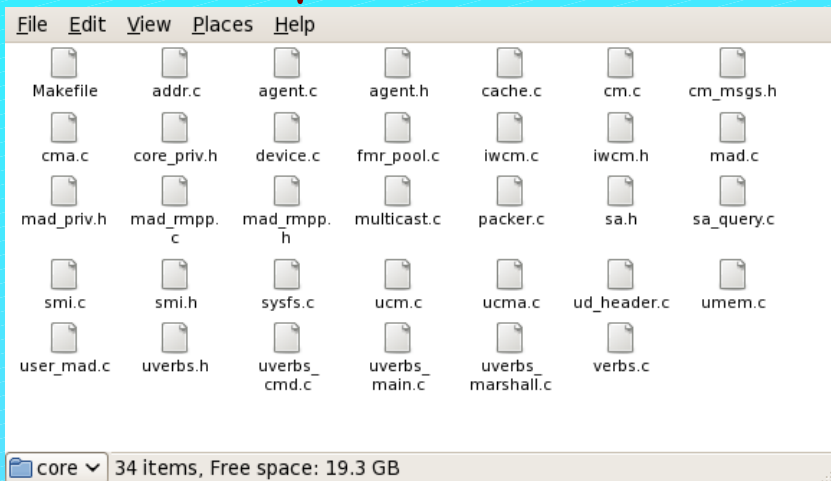 File Edit View Places Help
Makefile addr.c agent.c agent.h cache.c cm.c cm_msgs.h
cma.c core_priv.h device.c fmr_pool.c iwcm.c iwcm.h mad.c
mad_priv.h mad_rmpp. mad_rmpp. multicast.c packer.c sa.h sa_query.c
c h
smi.c smi.h sysfs.c ucm.c ucma.c ud_header.c umem.c
user_mad.c uverbs.h uverbs_ uverbs_ uverbs_ verbs.c
cmd.c main.c marshall.c
core 34 items, Free space: 19.3 GB